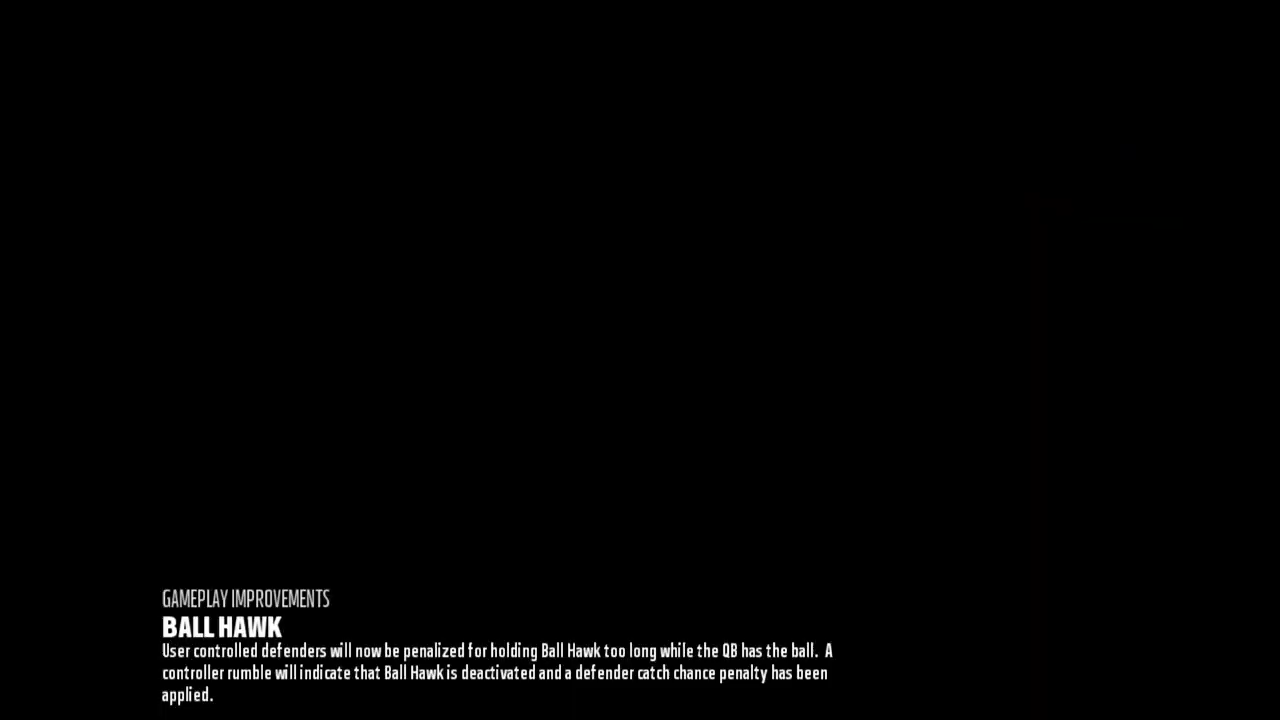 GAMEPLAY IMPROVEMENTS
BALL HAWK
User controlled defenders will now be penalized for holding Ball Hawk too long while the QB has the ball.  A
controller rumble will indicate that Ball Hawk is deactivated and a defender catch chance penalty has been
applied.